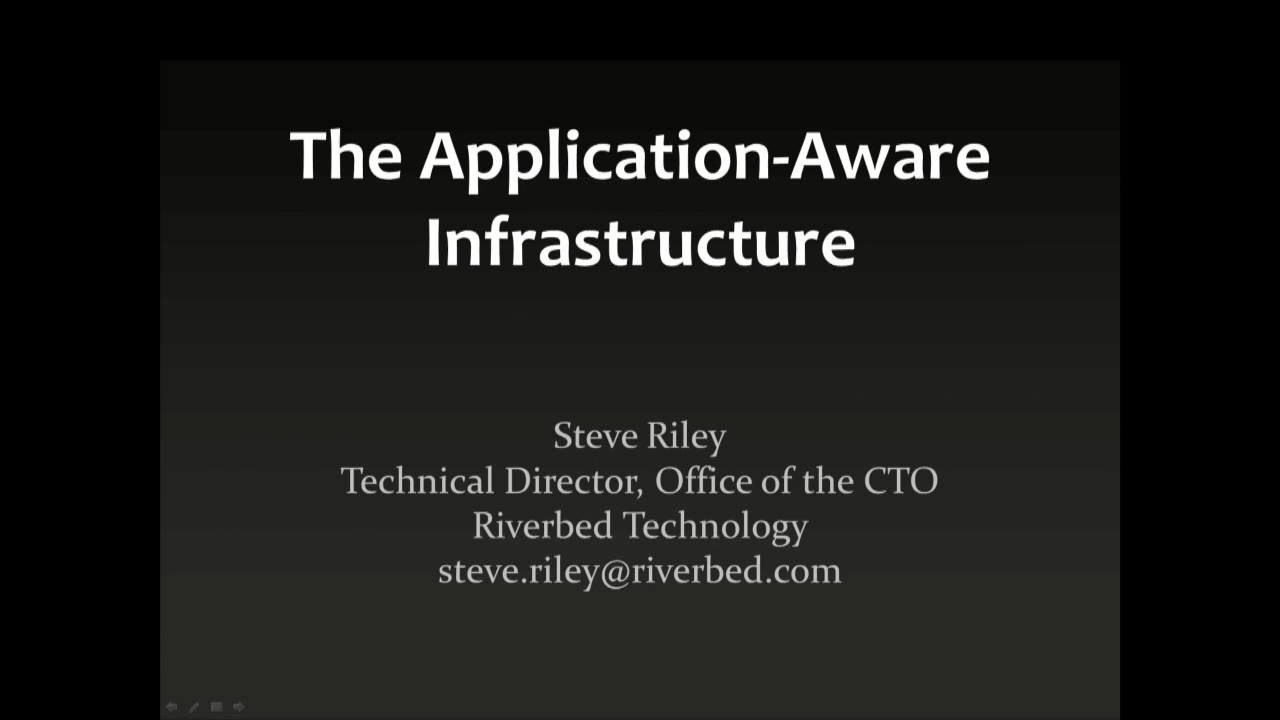 The Application-Aware
Infrastructure
Steve Riley
Technical Director, Office of the CTO
Riverbed Technology
steve.riley@riverbed.com